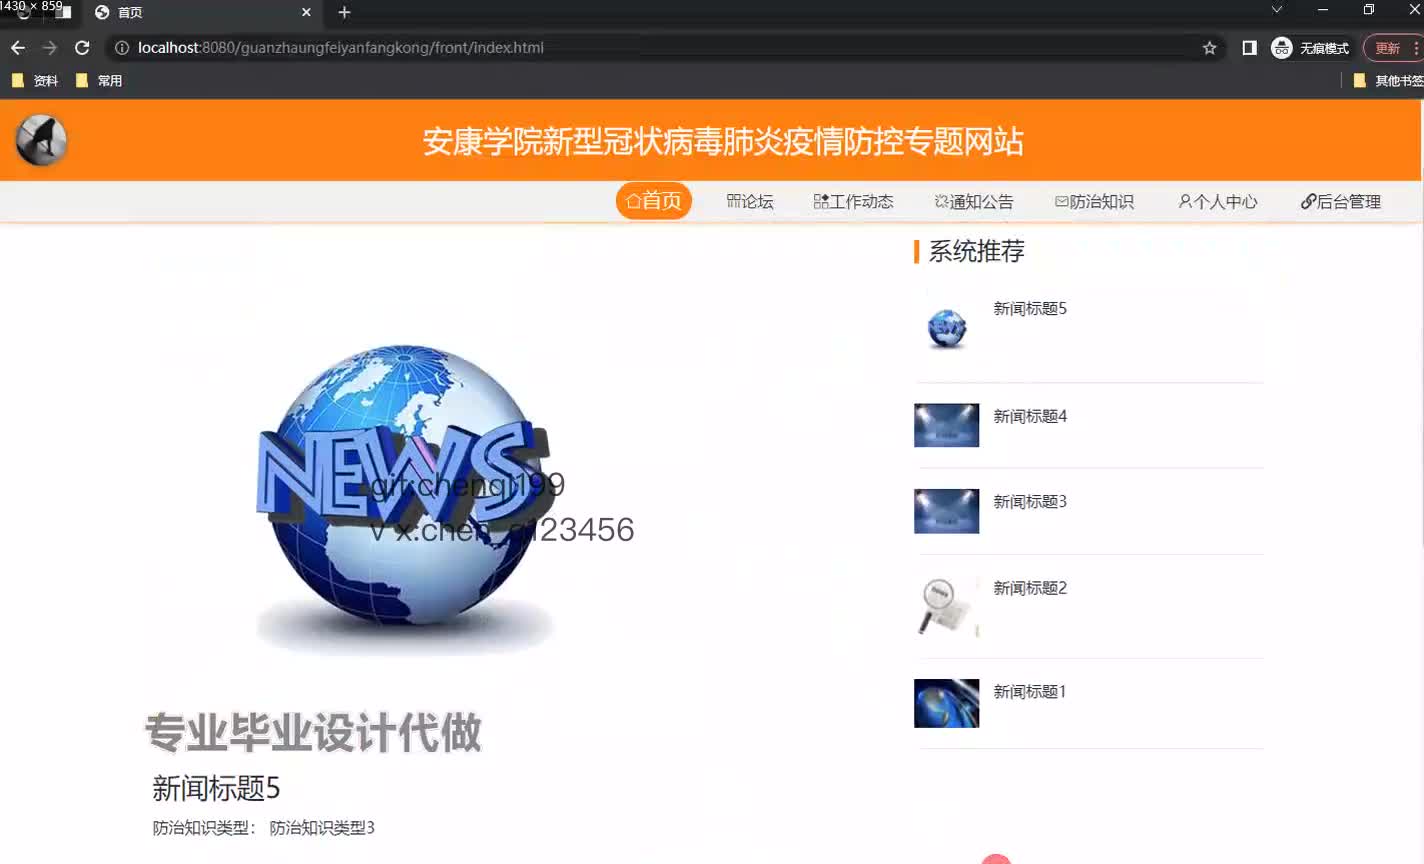 1430 × 859
首页
localhost:8080/guanzhaungfeiyanfangkong/front/index.html
无痕模式
更新
资料
常用
其他书签
安康学院新型冠状病毒肺炎疫情防控专题网站
首页
论坛
工作动态
通知公告
防治知识
个人中心
后台管理
系统推荐
新闻标题5
新闻标题4
新闻标题3
新闻标题2
新闻标题1
NEWS
git:chenqi199
v x:chen_q123456
专业毕业设计代做
新闻标题5
防治知识类型： 防治知识类型3